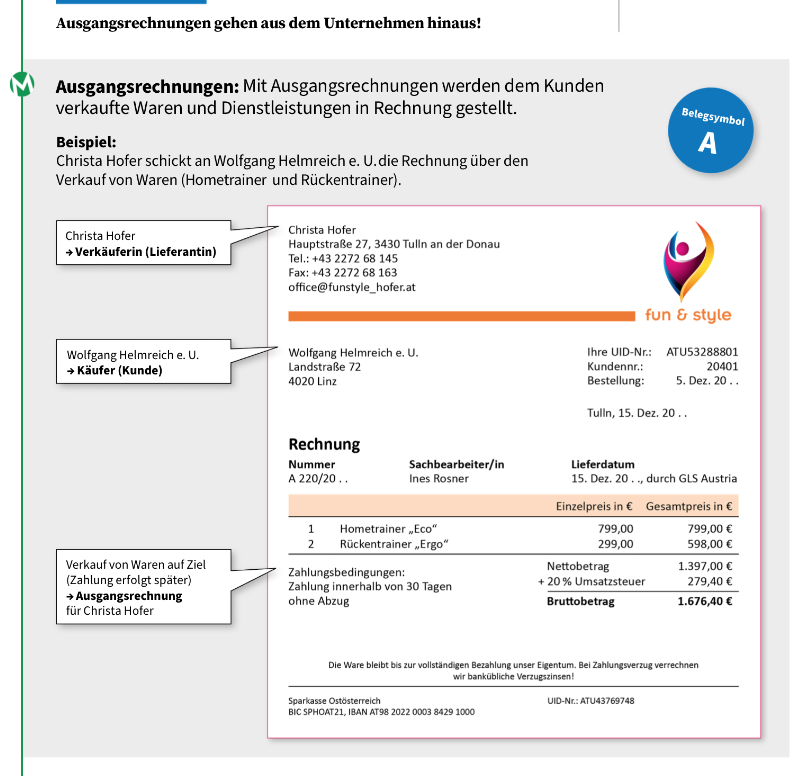 Ausgangsrechnungen gehen aus dem Unternehmen hinaus!
M
Ausgangsrechnungen: Mit Ausgangsrechnungen werden dem Kunden
verkaufte Waren und Dienstleistungen in Rechnung gestellt.
Belegsymbol
A
Beispiel:
Christa Hofer schickt an Wolfgang Helmreich e. U. die Rechnung über den
Verkauf von Waren (Hometrainer und Rückentrainer).
Christa Hofer
→ Verkäuferin (Lieferantin)
Christa Hofer
Hauptstraße 27, 3430 Tulln an der Donau
Tel.: +43 2272 68 145
Fax: +43 2272 68 163
office@funstyle_hofer.at
fun & style
Wolfgang Helmreich e. U.
→ Käufer (Kunde)
Wolfgang Helmreich e. U.
Landstraße 72
4020 Linz
Ihre UID-Nr.: ATU53288801
Kundennr.: 20401
Bestellung: 5. Dez. 20 . .
Tulln, 15. Dez. 20 . .
Rechnung
Nummer Sachbearbeiter/in Lieferdatum
A 220/20 . . Ines Rosner 15. Dez. 20 . ., durch GLS Austria
Einzelpreis in € Gesamtpreis in €
1 Hometrainer „Eco“ 799,00 799,00 €
2 Rückentrainer „Ergo“ 299,00 598,00 €
Verkauf von Waren auf Ziel
(Zahlung erfolgt später)
→ Ausgangsrechnung
für Christa Hofer
Zahlungsbedingungen:
Zahlung innerhalb von 30 Tagen
ohne Abzug
Nettobetrag 1.397,00 €
+ 20 % Umsatzsteuer 279,40 €
Bruttobetrag 1.676,40 €
Die Ware bleibt bis zur vollständigen Bezahlung unser Eigentum. Bei Zahlungsverzug verrechnen
wir bankübliche Verzugszinsen!
Sparkasse Ostösterreich UID-Nr.: ATU43769748
BIC SPHOAT21, IBAN AT98 2022 0003 8429 1000